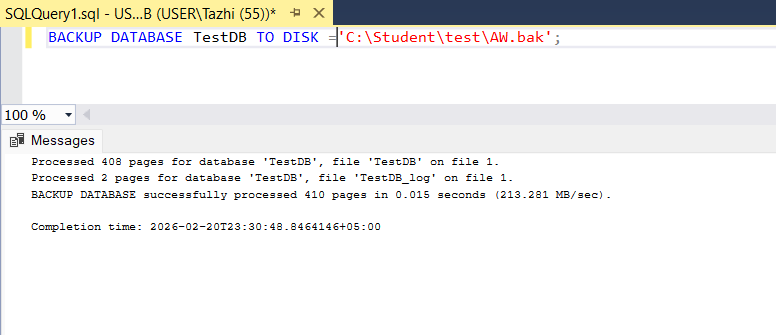 SQLQuery1.sql - US...B (USER\Tazhi (55))*
BACKUP DATABASE TestDB TO DISK ='C:\Student\test\AW.bak';
100 %
Messages
Processed 408 pages for database 'TestDB', file 'TestDB' on file 1.
Processed 2 pages for database 'TestDB', file 'TestDB_log' on file 1.
BACKUP DATABASE successfully processed 410 pages in 0.015 seconds (213.281 MB/sec).
Completion time: 2026-02-20T23:30:48.8464146+05:00